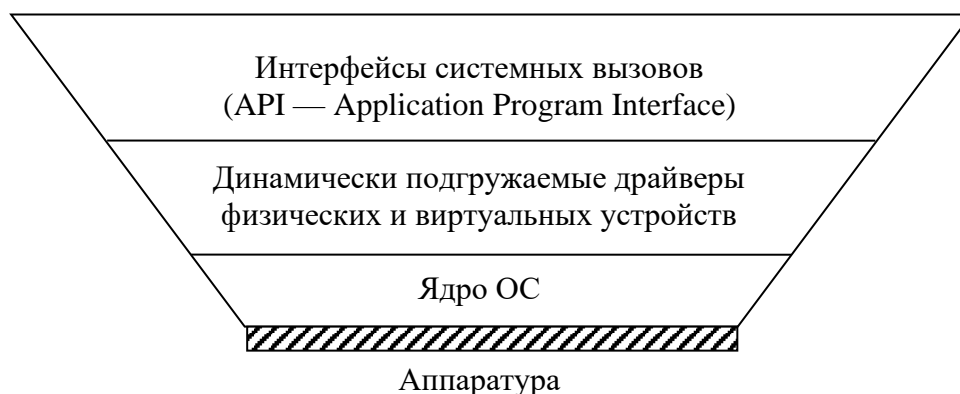 Интерфейсы системных вызовов
(API — Application Program Interface)
Динамически подгружаемые драйверы
физических и виртуальных устройств
Ядро ОС
Аппаратура